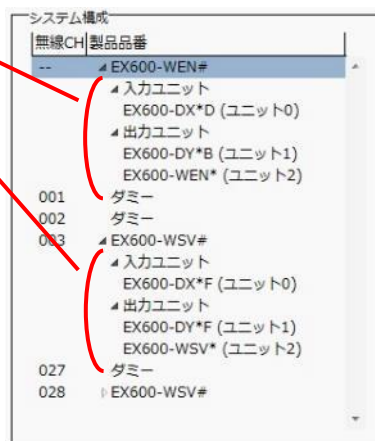 システム構成
無線CH 製品品番
-- EX600-WEN#
入力ユニット
EX600-DX*D (ユニット0)
出力ユニット
EX600-DY*B (ユニット1)
EX600-WEN* (ユニット2)
001 ダミー
002 ダミー
003 EX600-WSV#
入力ユニット
EX600-DX*F (ユニット0)
出力ユニット
EX600-DY*F (ユニット1)
EX600-WSV* (ユニット2)
027 ダミー
028 EX600-WSV#